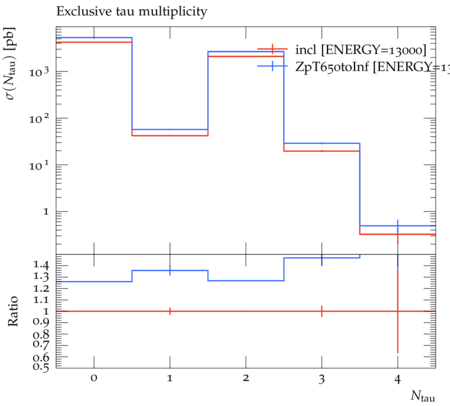 Exclusive tau multiplicity
σ(Ntau) [pb]
incl [ENERGY=13000]
ZpT650toInf [ENERGY=13
10^3
10^2
10^1
1
Ratio
1.4
1.3
1.2
1.1
1
0.9
0.8
0.7
0.6
0.5
0 1 2 3 4
Ntau